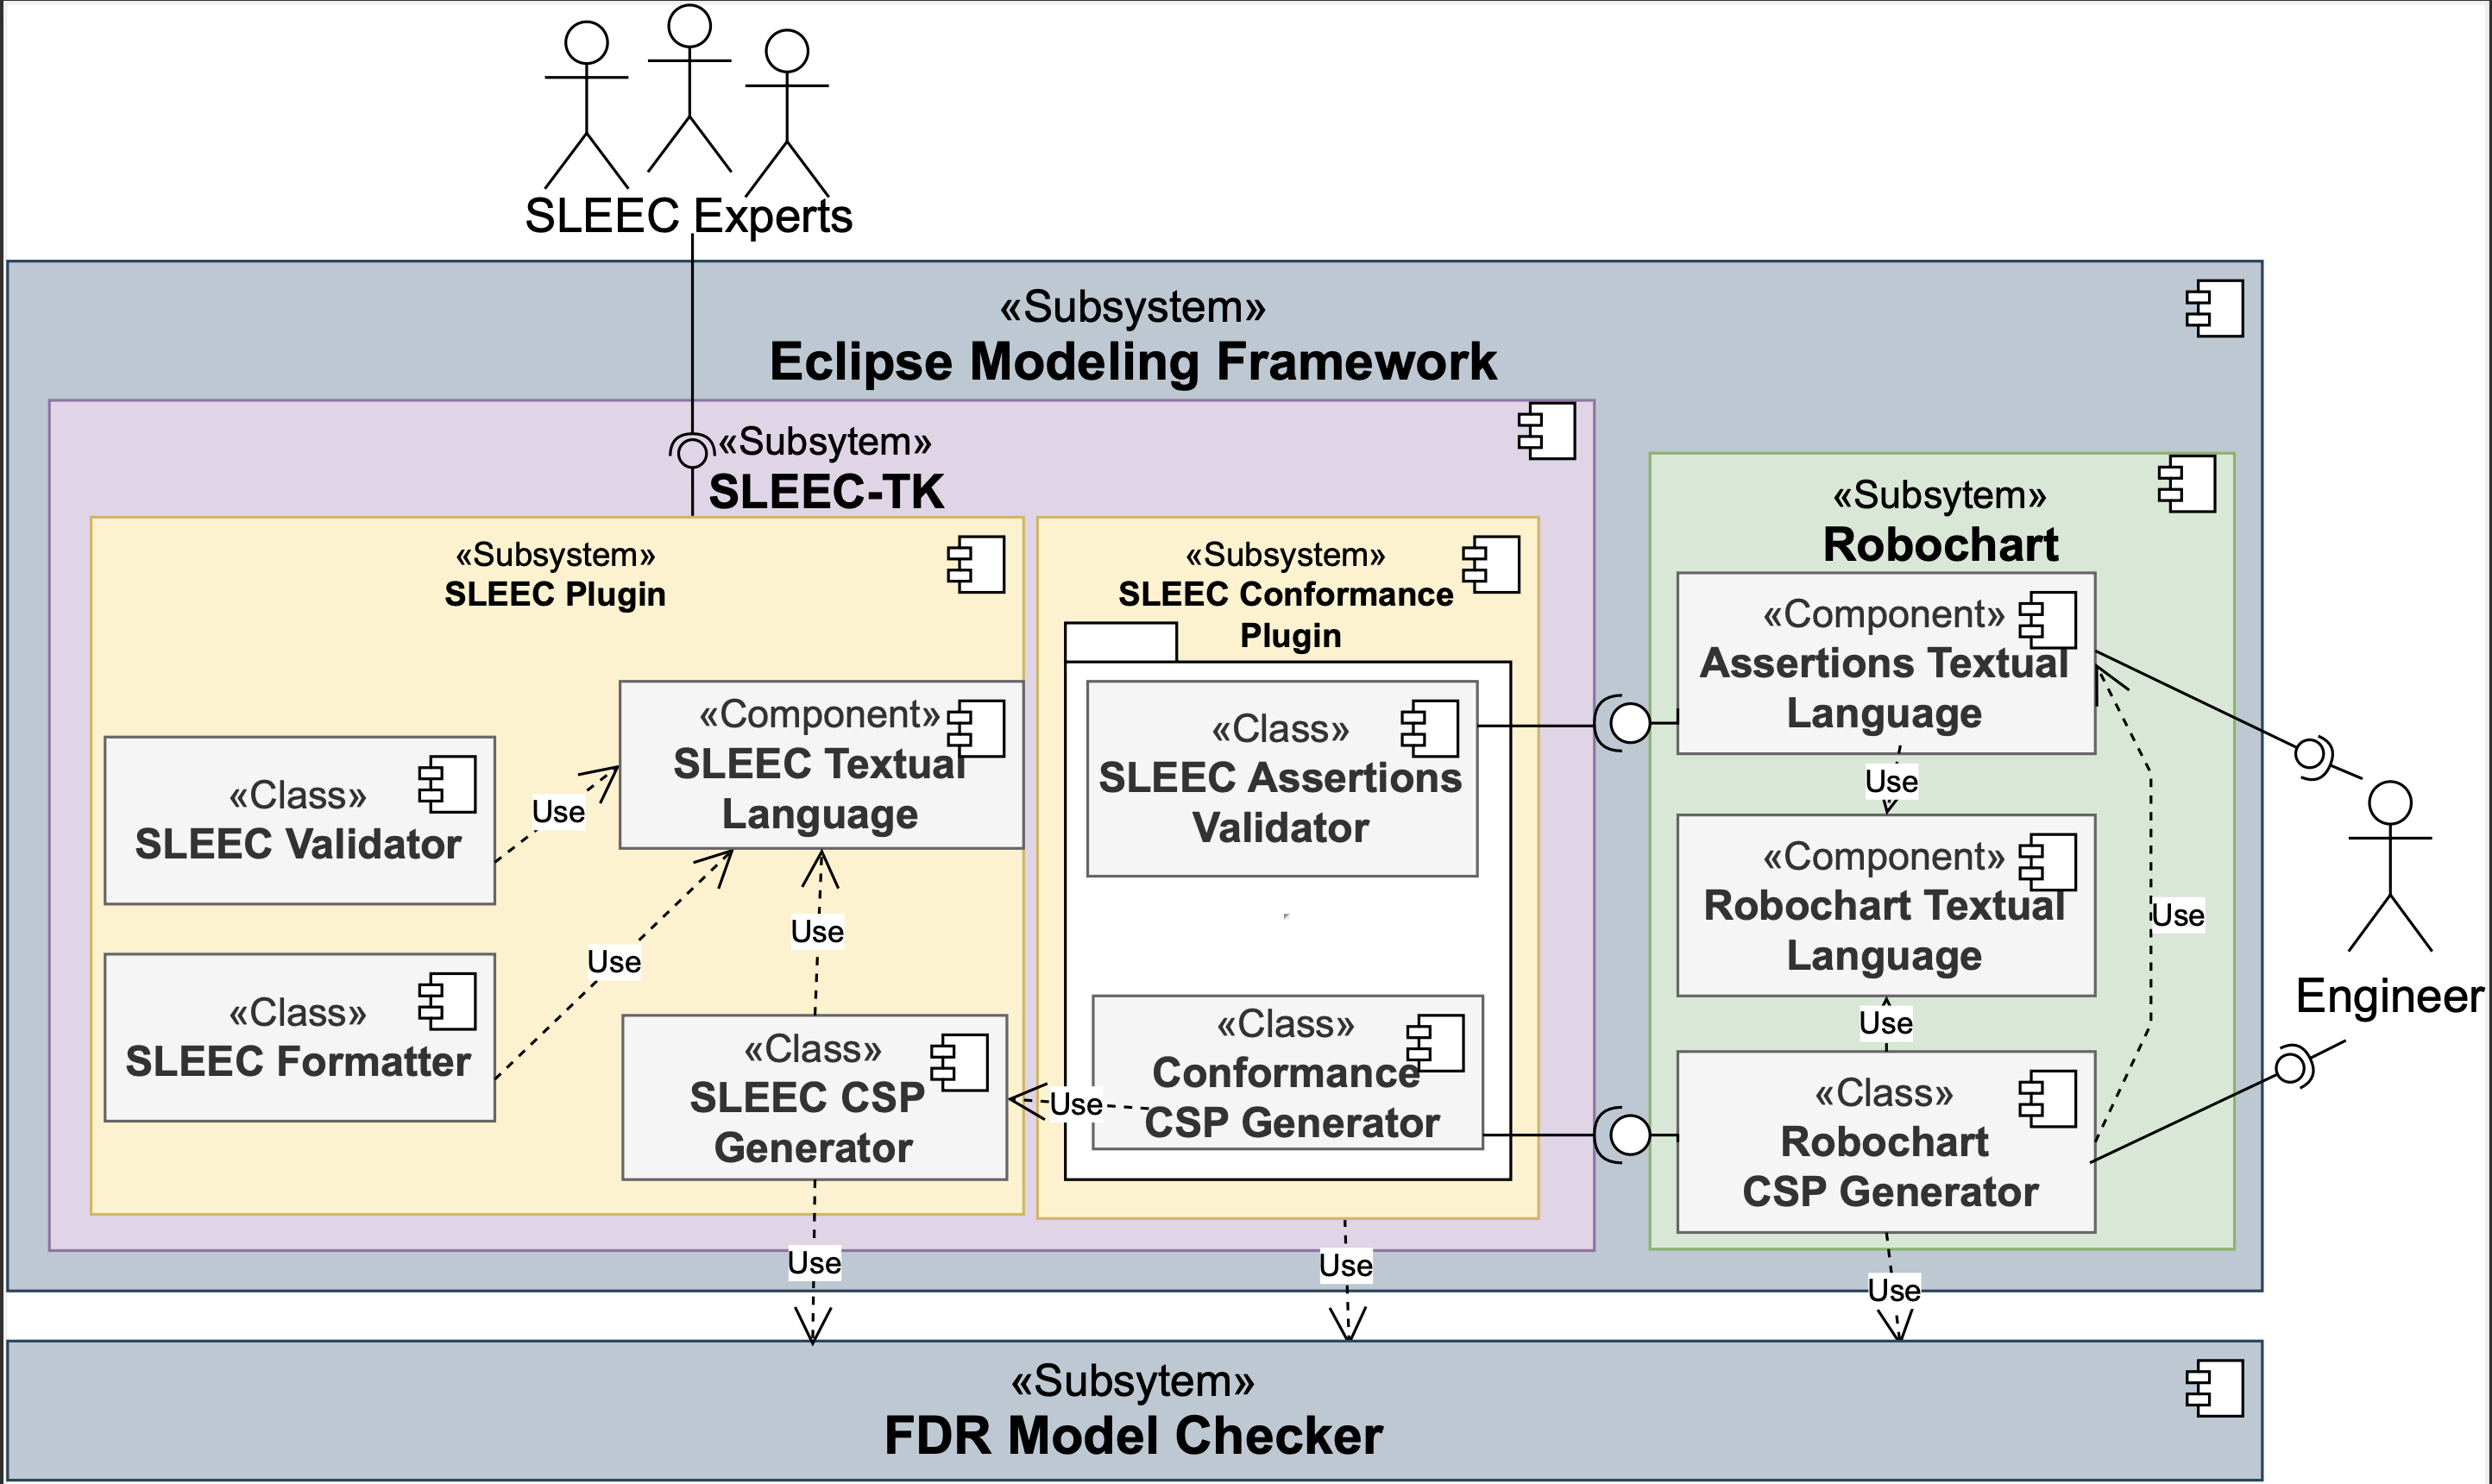 SLEEC Experts
«Subsystem»
Eclipse Modeling Framework
«Subsytem»
SLEEC-TK
«Subsystem»
SLEEC Plugin
«Class»
SLEEC Validator
«Class»
SLEEC Formatter
«Component»
SLEEC Textual
Language
«Class»
SLEEC CSP
Generator
Use
Use
Use
Use
«Subsystem»
SLEEC Conformance
Plugin
«Class»
SLEEC Assertions
Validator
«Class»
Conformance
CSP Generator
Use
Use
«Subsytem»
Robochart
«Component»
Assertions Textual
Language
Use
«Component»
Robochart Textual
Language
Use
Use
«Class»
Robochart
CSP Generator
Use
Engineer
«Subsytem»
FDR Model Checker